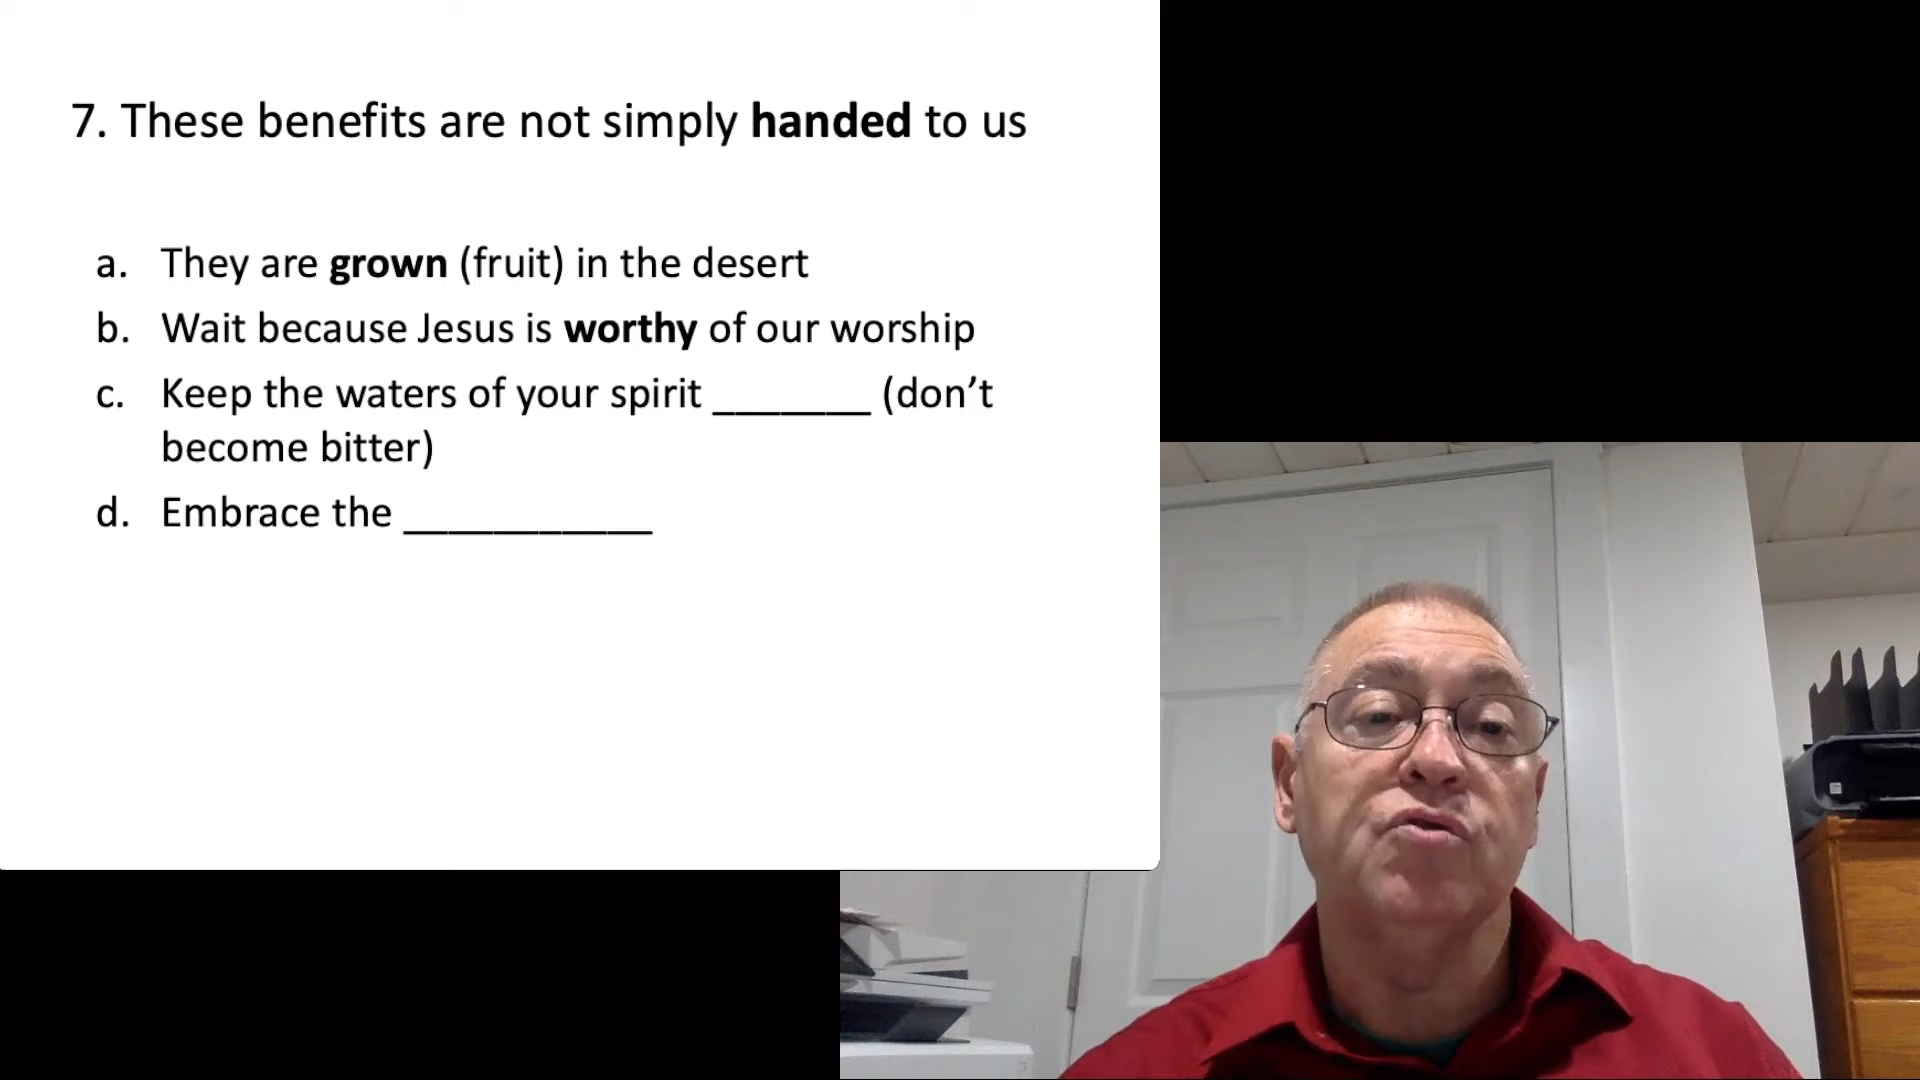 7. These benefits are not simply handed to us
a. They are grown (fruit) in the desert
b. Wait because Jesus is worthy of our worship
c. Keep the waters of your spirit _______ (don’t
become bitter)
d. Embrace the ___________